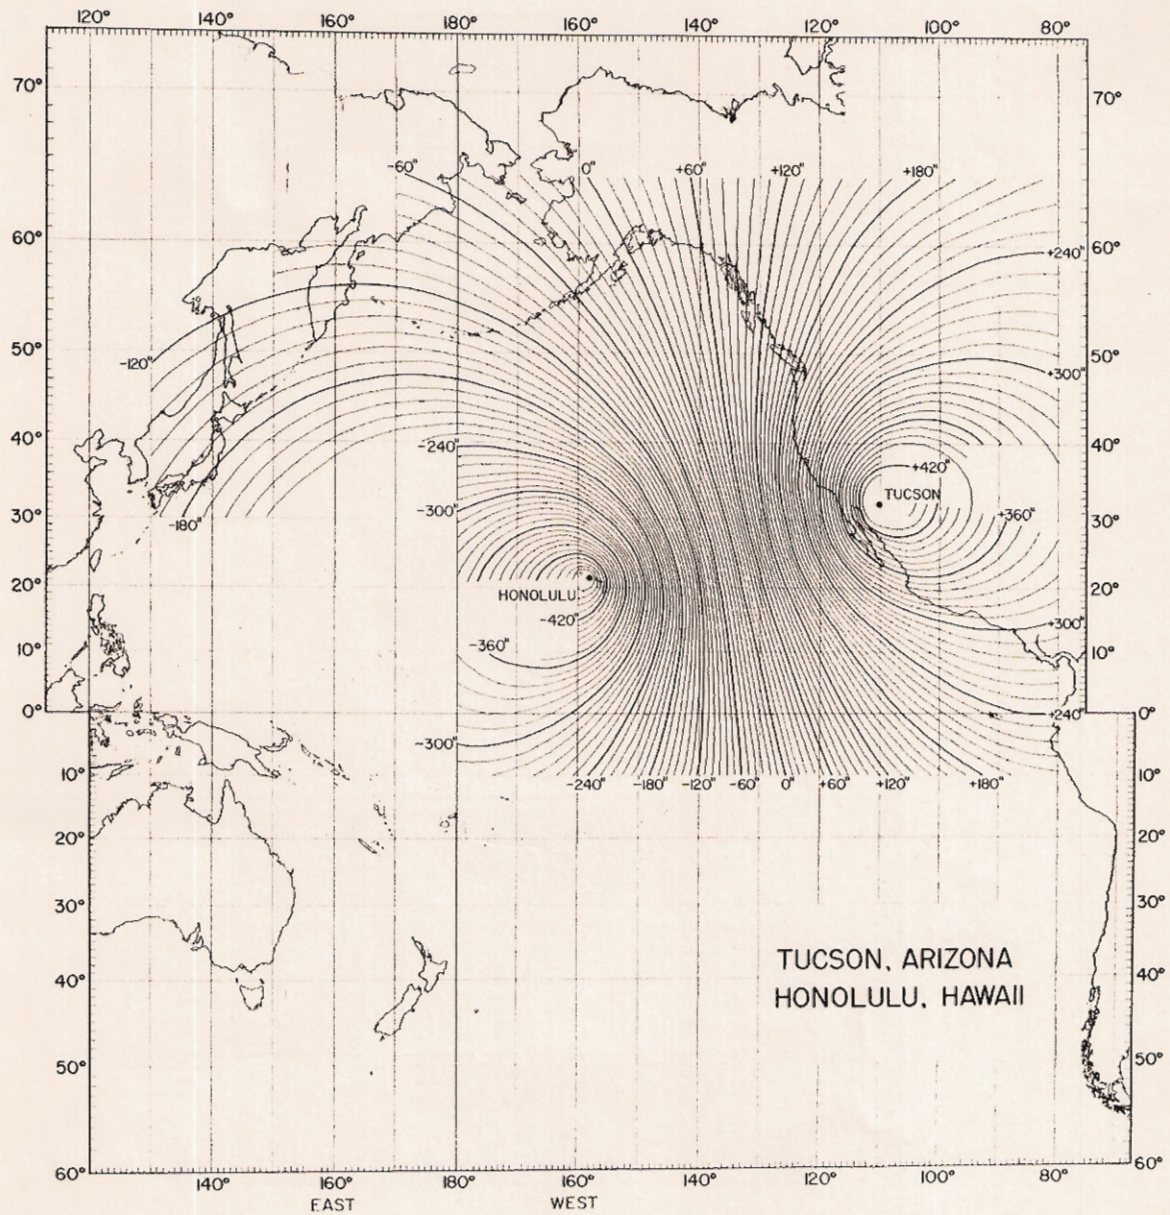 120° 140° 160° 180° 160° 140° 120° 100° 80°
70° 70°
-60" 0" +60" +120" +180"
60° 60° +240"
50° -120" 50° +300"
40° -240" 40°
+420"
TUCSON
-300" +360"
30° -180" 30°
20° HONOLULU 20°
-420" +300"
10° -360" 10°
0° +240" 0°
-300"
10° -240" -180" -120" -60" 0" +60" +120" +180" 10°
20° 20°
30° 30°
TUCSON, ARIZONA
40° 40°
HONOLULU, HAWAII
50° 50°
60° 60°
140° 160° 180° 160° 140° 120° 100° 80°
EAST WEST